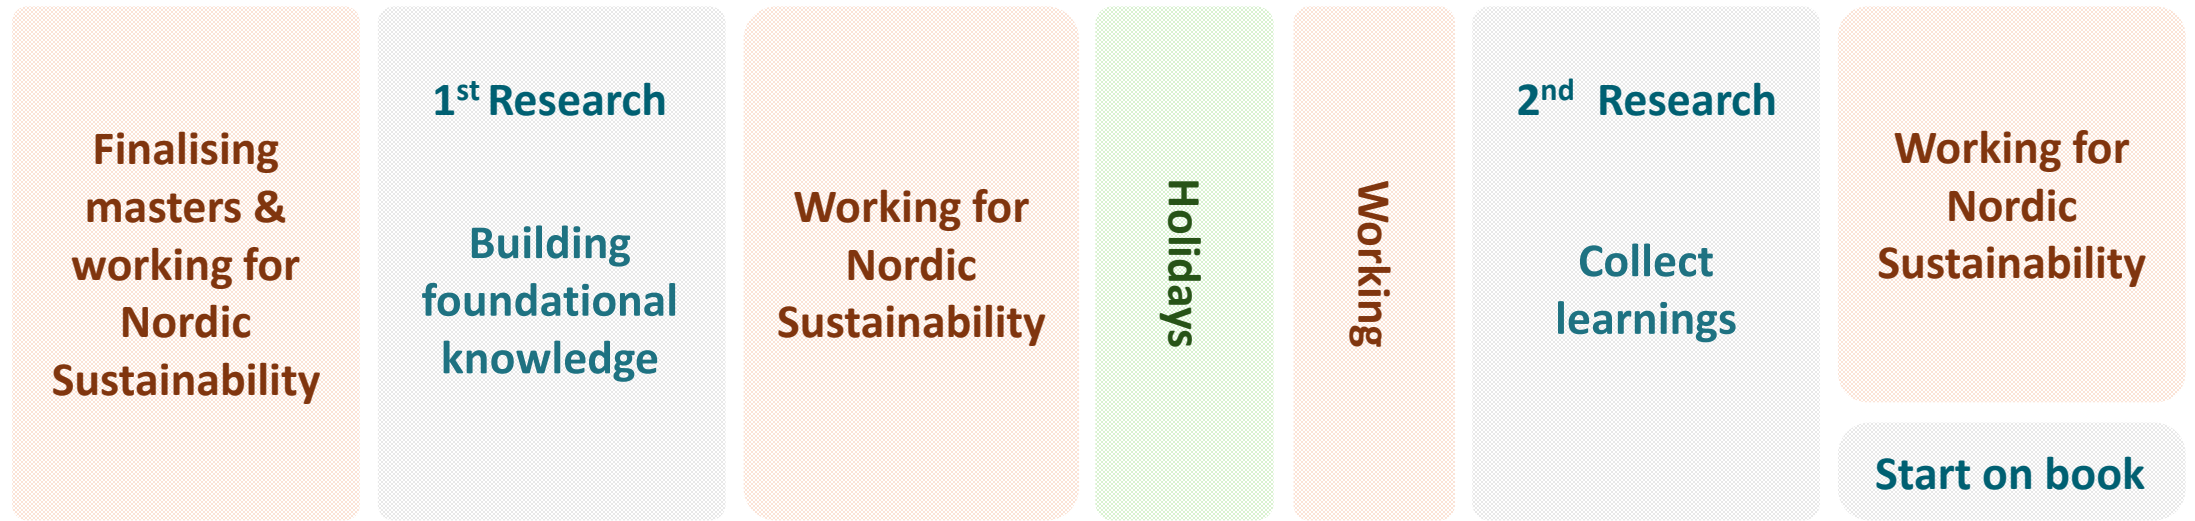 Finalising
masters &
working for
Nordic
Sustainability
1st Research
Building
foundational
knowledge
Working for
Nordic
Sustainability
Holidays
Working
2nd Research
Collect
learnings
Working for
Nordic
Sustainability
Start on book